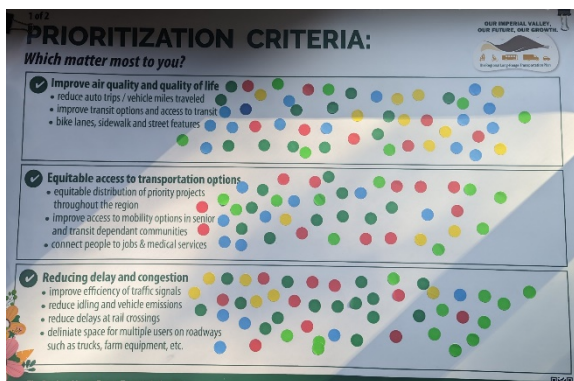 1 of 2
PRIORITIZATION CRITERIA:
Which matter most to you?
OUR IMPERIAL VALLEY,
OUR FUTURE, OUR GROWTH.
Improve air quality and quality of life
• reduce auto trips / vehicle miles traveled
• improve transit options and access to transit
• bike lanes, sidewalk and street features
Equitable access to transportation options
• equitable distribution of priority projects
throughout the region
• improve access to mobility options in senior
and transit dependant communities
• connect people to jobs & medical services
Reducing delay and congestion
• improve efficiency of traffic signals
• reduce idling and vehicle emissions
• reduce delays at rail crossings
• deliniate space for multiple users on roadways
such as trucks, farm equipment, etc.